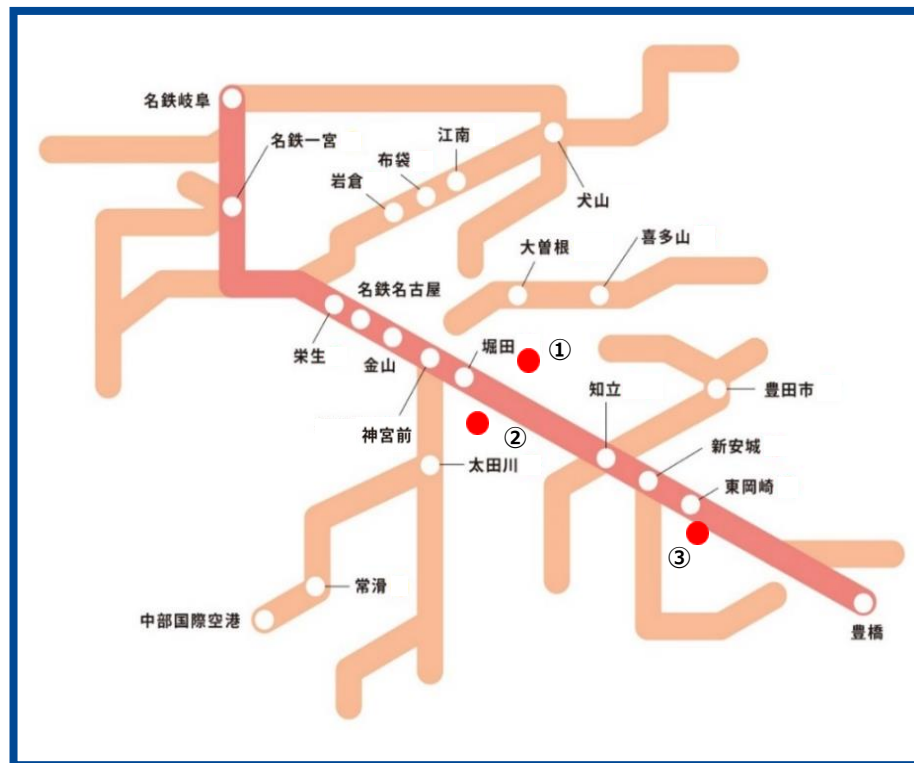 名鉄岐阜
名鉄一宮
江南
布袋
岩倉
犬山
喜多山
大曽根
名鉄名古屋
栄生
金山
堀田
①
神宮前
②
知立
豊田市
新安城
太田川
東岡崎
③
常滑
中部国際空港
豊橋